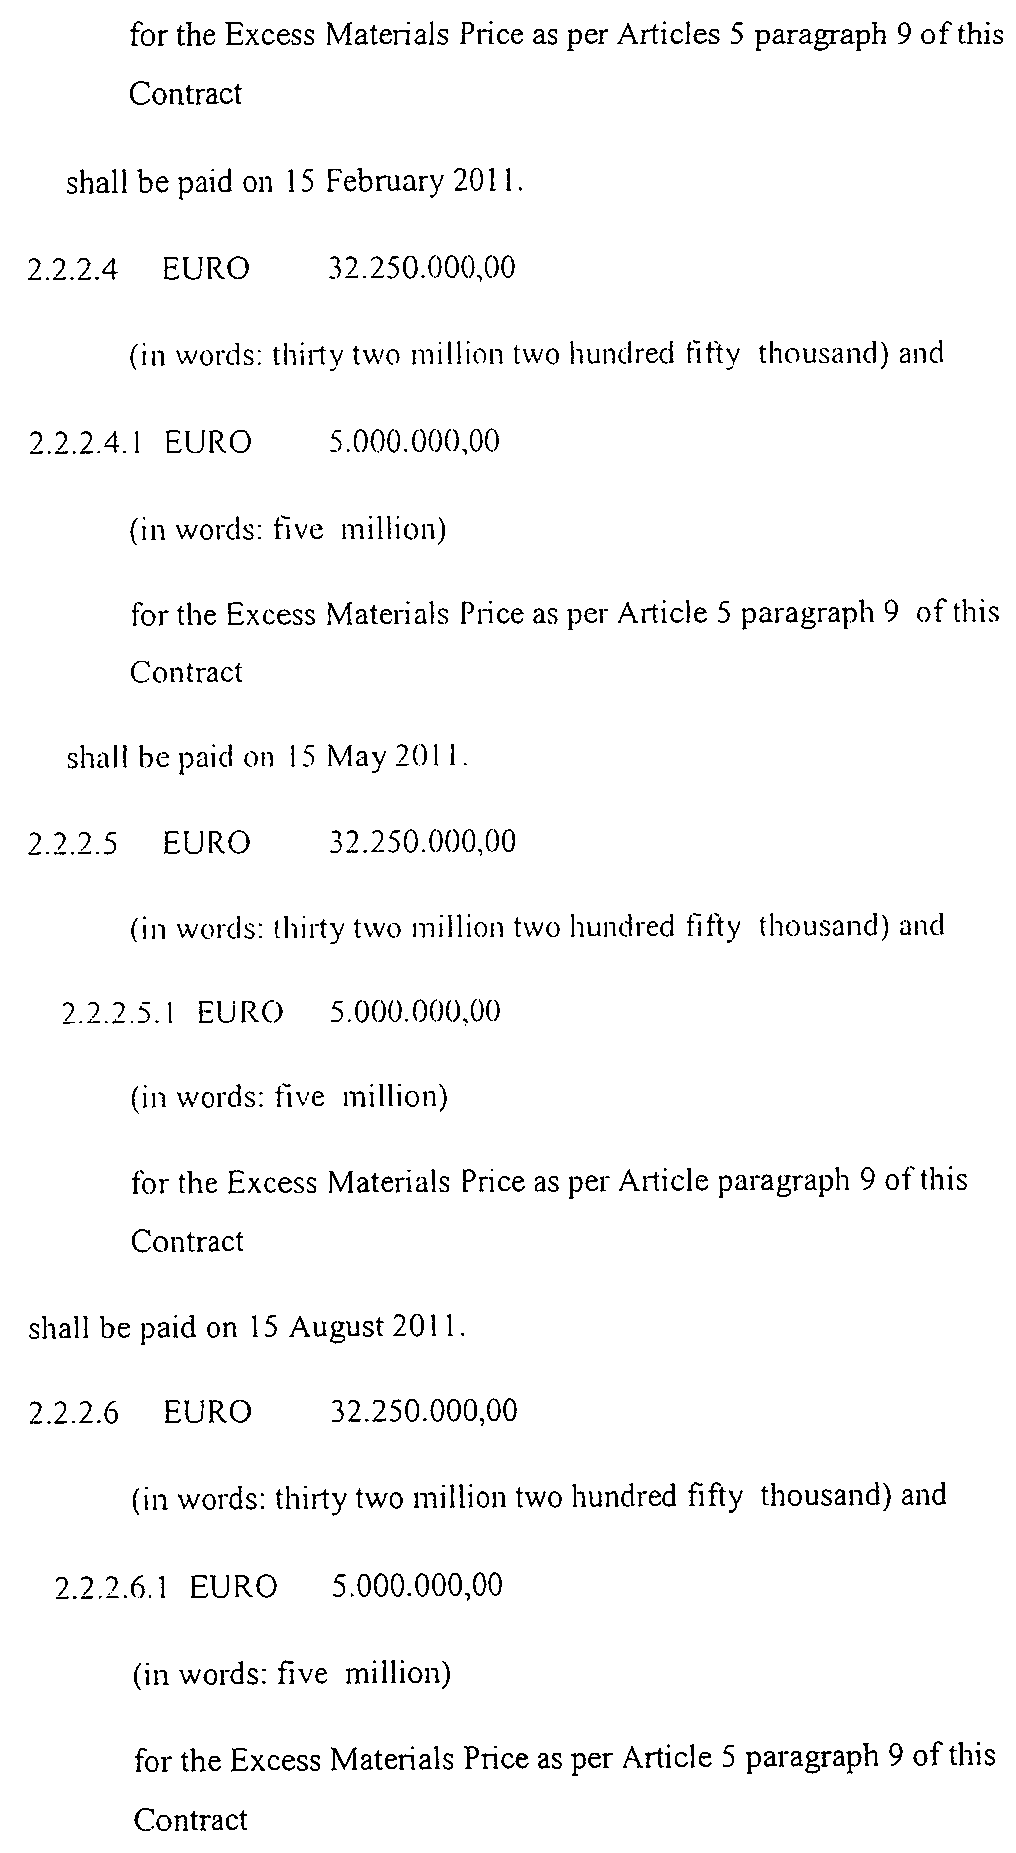 for the Excess Materials Price as per Articles 5 paragraph 9 of this
Contract
shall be paid on 15 February 2011.
2.2.2.4 EURO 32.250.000,00
(in words: thirty two million two hundred fifty thousand) and
2.2.2.4.1 EURO 5.000.000,00
(in words: five million)
for the Excess Materials Price as per Article 5 paragraph 9 of this
Contract
shall be paid on 15 May 2011.
2.2.2.5 EURO 32.250.000,00
(in words: thirty two million two hundred fifty thousand) and
2.2.2.5.1 EURO 5.000.000,00
(in words: five million)
for the Excess Materials Price as per Article paragraph 9 of this
Contract
shall be paid on 15 August 2011.
2.2.2.6 EURO 32.250.000,00
(in words: thirty two million two hundred fifty thousand) and
2.2.2.6.1 EURO 5.000.000,00
(in words: five million)
for the Excess Materials Price as per Article 5 paragraph 9 of this
Contract